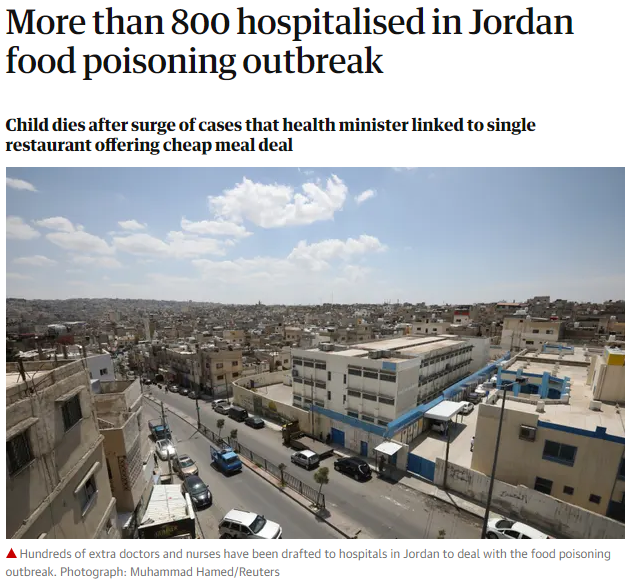 More than 800 hospitalised in Jordan
food poisoning outbreak
Child dies after surge of cases that health minister linked to single
restaurant offering cheap meal deal
Hundreds of extra doctors and nurses have been drafted to hospitals in Jordan to deal with the food poisoning
outbreak. Photograph: Muhammad Hamed/Reuters